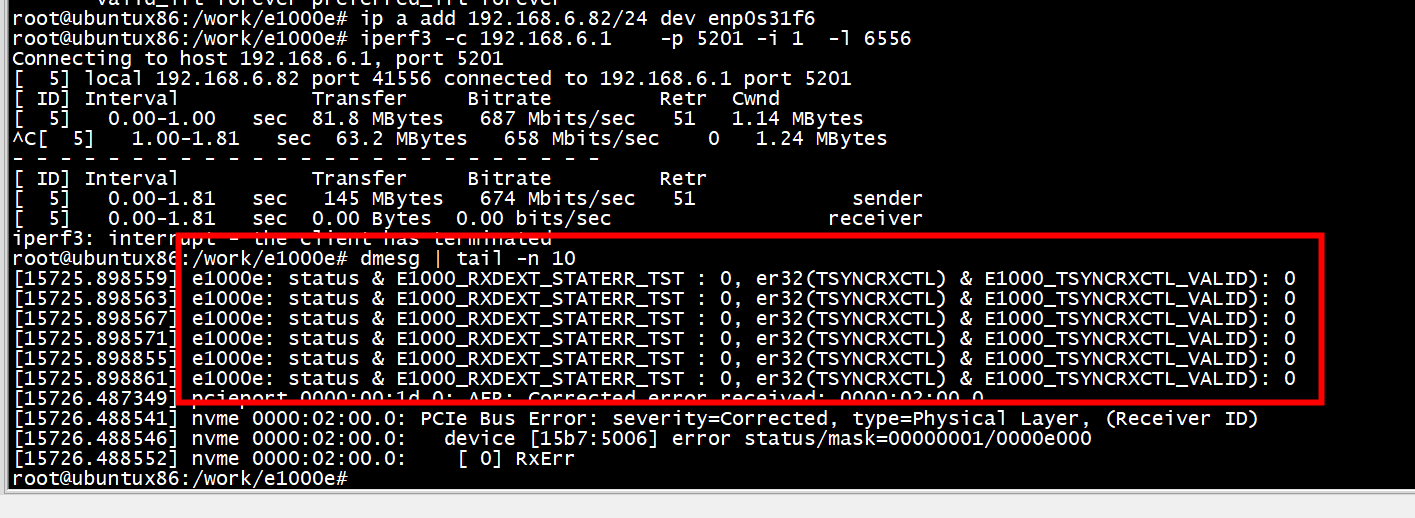 root@ubuntux86:/work/e1000e# ip a add 192.168.6.82/24 dev enp0s31f6
root@ubuntux86:/work/e1000e# iperf3 -c 192.168.6.1     -p 5201 -i 1  -l 6556
Connecting to host 192.168.6.1, port 5201
[  5] local 192.168.6.82 port 41556 connected to 192.168.6.1 port 5201
[ ID] Interval           Transfer     Bitrate         Retr  Cwnd
[  5]   0.00-1.00   sec  81.8 MBytes   687 Mbits/sec   51   1.14 MBytes
^C[  5]   1.00-1.81   sec  63.2 MBytes   658 Mbits/sec    0   1.24 MBytes
- - - - - - - - - - - - - - - - - - - - - - - - -
[ ID] Interval           Transfer     Bitrate         Retr
[  5]   0.00-1.81   sec   145 MBytes   674 Mbits/sec   51             sender
[  5]   0.00-1.81   sec  0.00 Bytes  0.00 bits/sec                  receiver
iperf3: interrupt - the client has terminated
root@ubuntux86:/work/e1000e# dmesg | tail -n 10
[15725.898559] e1000e: status & E1000_RXDEXT_STATERR_TST : 0, er32(TSYNCRXCTL) & E1000_TSYNCRXCTL_VALID): 0
[15725.898563] e1000e: status & E1000_RXDEXT_STATERR_TST : 0, er32(TSYNCRXCTL) & E1000_TSYNCRXCTL_VALID): 0
[15725.898567] e1000e: status & E1000_RXDEXT_STATERR_TST : 0, er32(TSYNCRXCTL) & E1000_TSYNCRXCTL_VALID): 0
[15725.898571] e1000e: status & E1000_RXDEXT_STATERR_TST : 0, er32(TSYNCRXCTL) & E1000_TSYNCRXCTL_VALID): 0
[15725.898855] e1000e: status & E1000_RXDEXT_STATERR_TST : 0, er32(TSYNCRXCTL) & E1000_TSYNCRXCTL_VALID): 0
[15725.898861] e1000e: status & E1000_RXDEXT_STATERR_TST : 0, er32(TSYNCRXCTL) & E1000_TSYNCRXCTL_VALID): 0
[15726.487349] pcieport 0000:00:1d.0: AER: Corrected error received: 0000:02:00.0
[15726.488541] nvme 0000:02:00.0: PCIe Bus Error: severity=Corrected, type=Physical Layer, (Receiver ID)
[15726.488546] nvme 0000:02:00.0:   device [15b7:5006] error status/mask=00000001/0000e000
[15726.488552] nvme 0000:02:00.0:    [ 0] RxErr
root@ubuntux86:/work/e1000e#